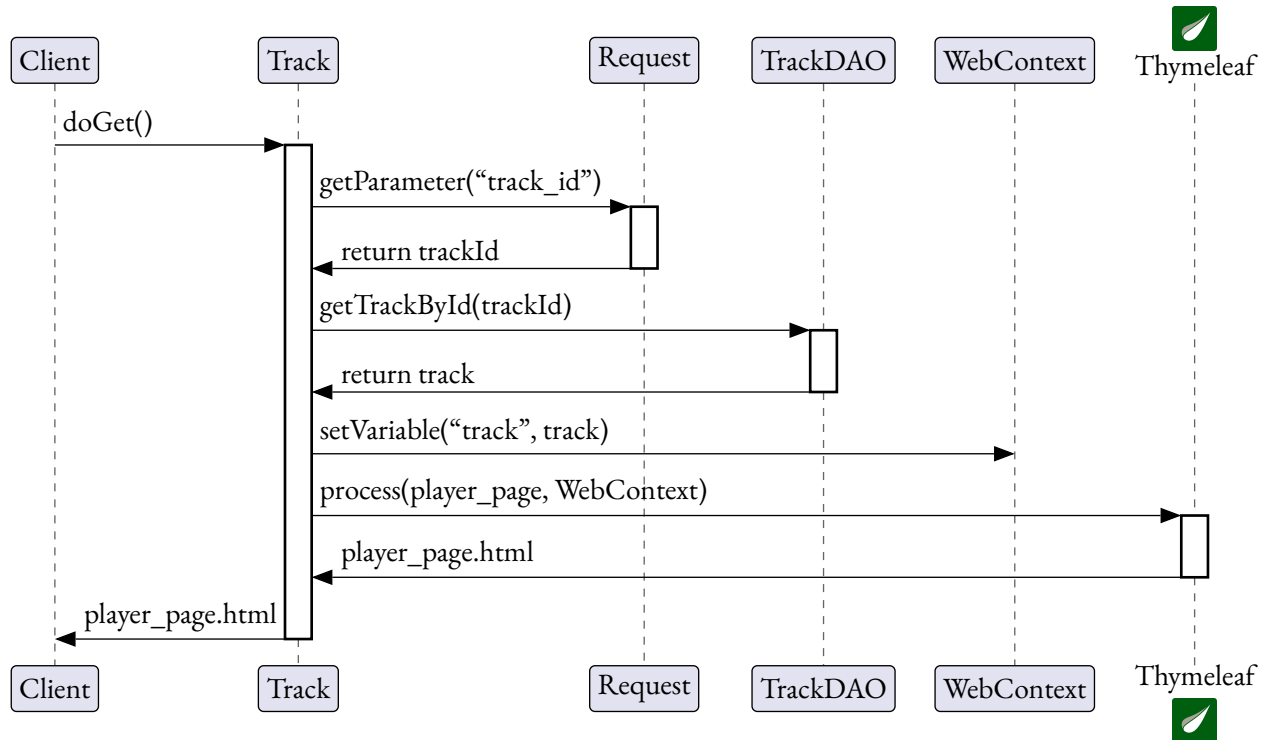 Client Track Request TrackDAO WebContext Thymeleaf
doGet()
getParameter(“track_id”)
return trackId
getTrackById(trackId)
return track
setVariable(“track”, track)
process(player_page, WebContext)
player_page.html
player_page.html
Client Track Request TrackDAO WebContext Thymeleaf